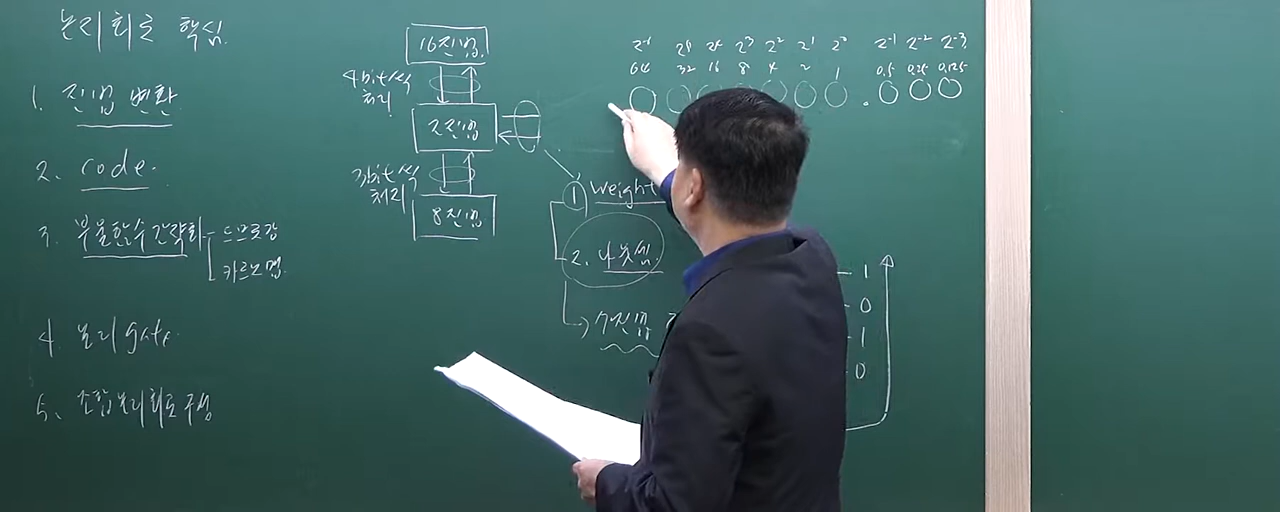 논리회로 핵심.
1. 진법 변환
2. code.
3. 부울함수 간략화 - 드모르강
카르노맵.
4. 논리 gate.
5. 조합논리회로 구성
16진법.
4bit씩
처리
2진법
3bit씩
처리
8진법
① weight
2. 나눗셈.
→ 7진법
2⁴ 2³ 2² 2¹ 2⁰ 2⁻¹ 2⁻² 2⁻³
64 32 16 8 4 2 1 0.5 0.25 0.125
○ ○ ○ ○ ○ . ○ ○ ○
- 1
- 0
- 1
- 0